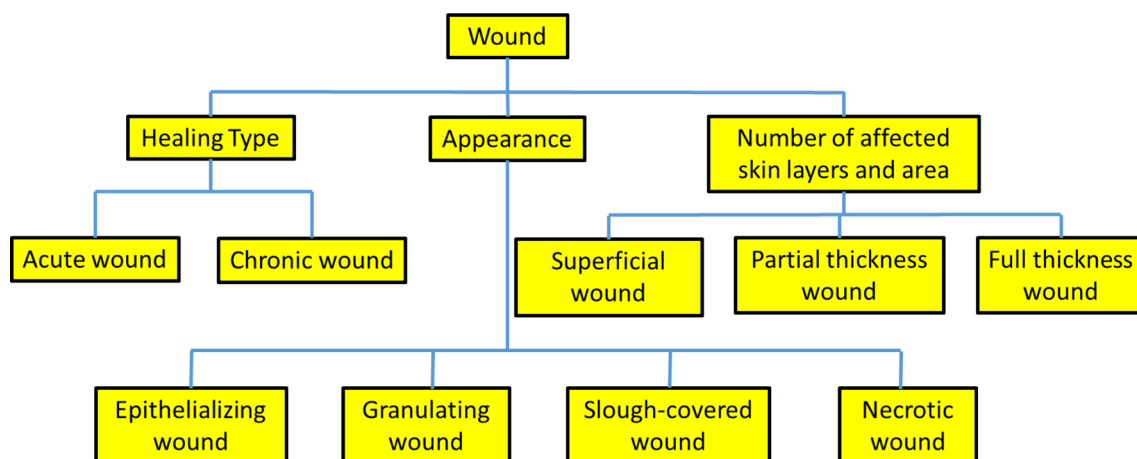 Wound
Healing Type
Appearance
Number of affected
skin layers and area
Acute wound
Chronic wound
Superficial
wound
Partial thickness
wound
Full thickness
wound
Epithelializing
wound
Granulating
wound
Slough-covered
wound
Necrotic
wound